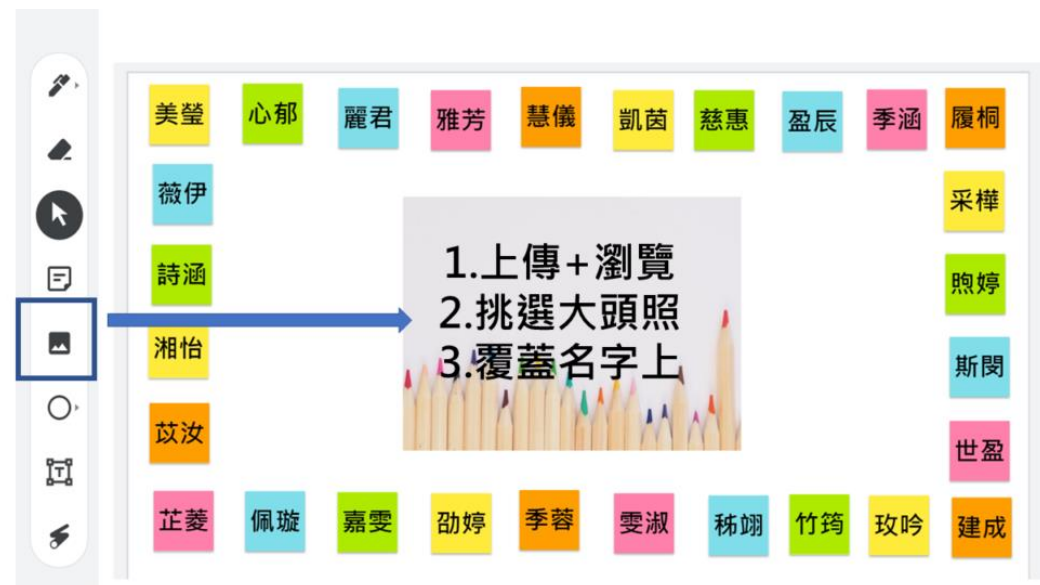 美瑩 心郁 麗君 雅芳 慧儀 凱茵 慈惠 盈辰 季涵 履桐
薇伊 采樺
1.上傳+瀏覽
2.挑選大頭照
3.覆蓋名字上
詩涵 煦婷
湘怡 斯閔
苡汝 世盈
芷菱 佩璇 嘉雯 劭婷 季蓉 雯淑 秭翊 竹筠 玫吟 建成